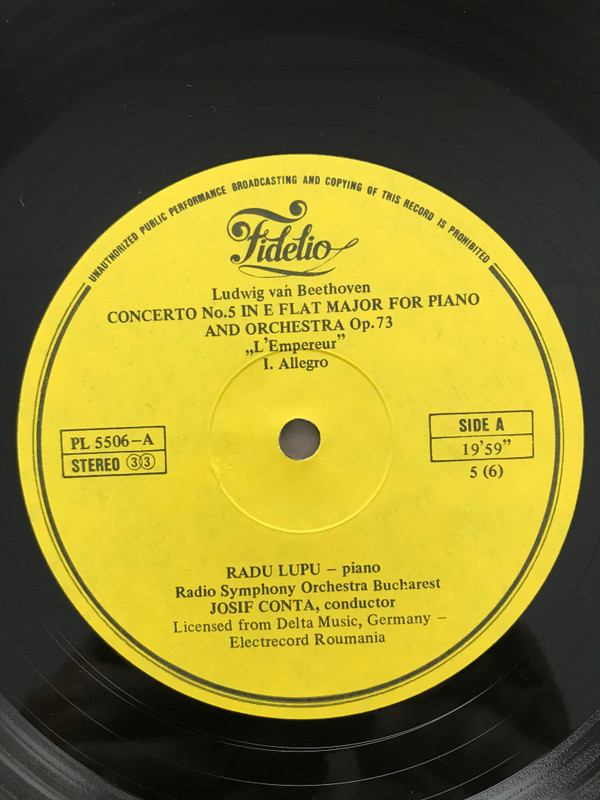 UNAUTHORIZED PUBLIC PERFORMANCE BROADCASTING AND COPYING OF THIS RECORD IS PROHIBITED
Fidelio
Ludwig van Beethoven
CONCERTO No.5 IN E FLAT MAJOR FOR PIANO
AND ORCHESTRA Op.73
„L'Empereur”
I. Allegro
PL 5506–A
STEREO 33
SIDE A
19'59”
5 (6)
RADU LUPU – piano
Radio Symphony Orchestra Bucharest
JOSIF CONTA, conductor
Licensed from Delta Music, Germany –
Electrecord Roumania